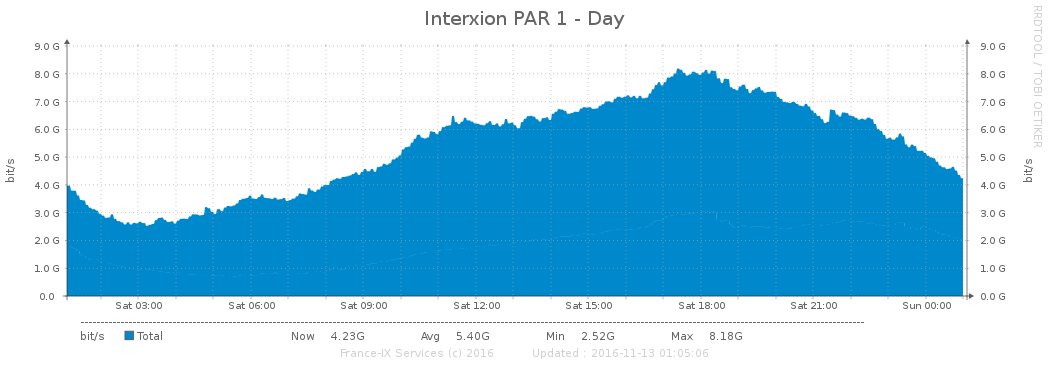 Interxion PAR 1 - Day
RRDTOOL / TOBI OETIKER
9.0 G 9.0 G
8.0 G 8.0 G
7.0 G 7.0 G
6.0 G 6.0 G
5.0 G 5.0 G
4.0 G 4.0 G
3.0 G 3.0 G
2.0 G 2.0 G
1.0 G 1.0 G
0.0 0.0 G
bit/s
bit/s
Sat 03:00 Sat 06:00 Sat 09:00 Sat 12:00 Sat 15:00 Sat 18:00 Sat 21:00 Sun 00:00
bit/s Total Now 4.23G Avg 5.40G Min 2.52G Max 8.18G
France-IX Services (c) 2016 Updated : 2016-11-13 01:05:06